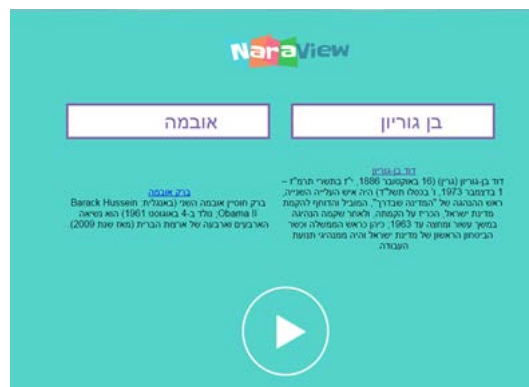 NaraView
בן גוריון
אובמה
דוד בן-גוריון
דוד בן-גוריון (גרין) (16 באוקטובר 1886, י"ז בתשרי תרמ"ז –
1 בדצמבר 1973, ו' בכסלו תשל"ד) היה איש העלייה השנייה,
ראש ההנהגה של "המדינה שבדרך", המוביל והדוחף להקמת
מדינת ישראל, הכריז על הקמתה, ולאחר שקמה הנהיגה
במשך עשור ומחצה עד 1963, כיהן כראש הממשלה וכשר
הביטחון הראשון של מדינת ישראל והיה ממנהיגי תנועת
העבודה.
ברק אובמה
ברק חוסיין אובמה השני (באנגלית: Barack Hussein
Obama II; נולד ב-4 באוגוסט 1961) הוא נשיאה
הארבעים וארבעה של ארצות הברית (מאז שנת 2009).